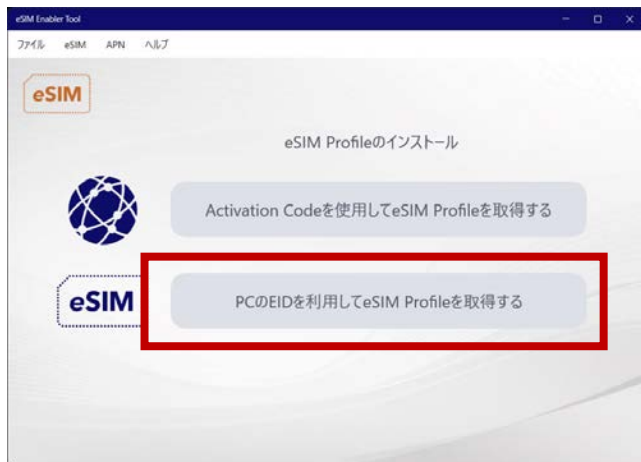 eSIM Enabler Tool
ファイル eSIM APN ヘルプ
eSIM
eSIM Profileのインストール
Activation Codeを使用してeSIM Profileを取得する
eSIM
PCのEIDを利用してeSIM Profileを取得する